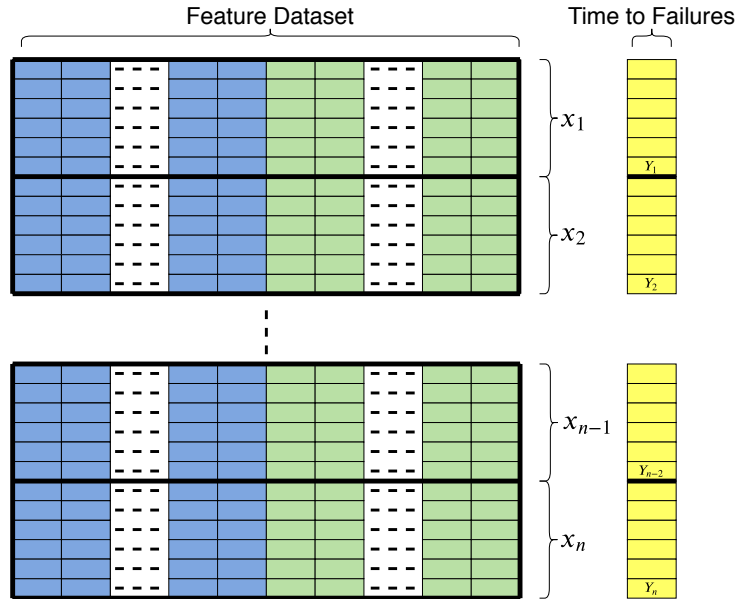 Feature Dataset
Time to Failures
x₁
Y₁
x₂
Y₂
xₙ₋₁
Yₙ₋₂
xₙ
Yₙ